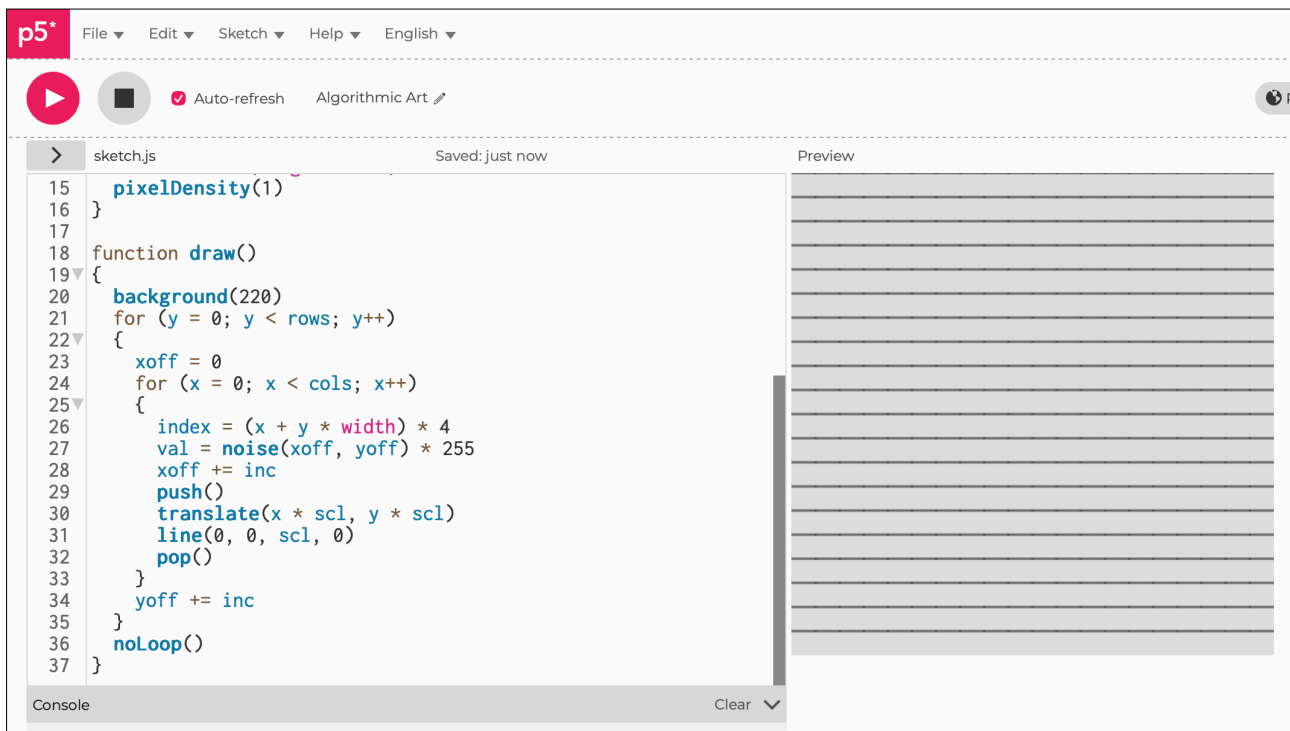 p5* File Edit Sketch Help English
Auto-refresh Algorithmic Art
sketch.js Saved: just now Preview
15 pixelDensity(1)
16 }
17
18 function draw()
19 {
20 background(220)
21 for (y = 0; y < rows; y++)
22 {
23 xoff = 0
24 for (x = 0; x < cols; x++)
25 {
26 index = (x + y * width) * 4
27 val = noise(xoff, yoff) * 255
28 xoff += inc
29 push()
30 translate(x * scl, y * scl)
31 line(0, 0, scl, 0)
32 pop()
33 }
34 yoff += inc
35 }
36 noLoop()
37 }
Console Clear